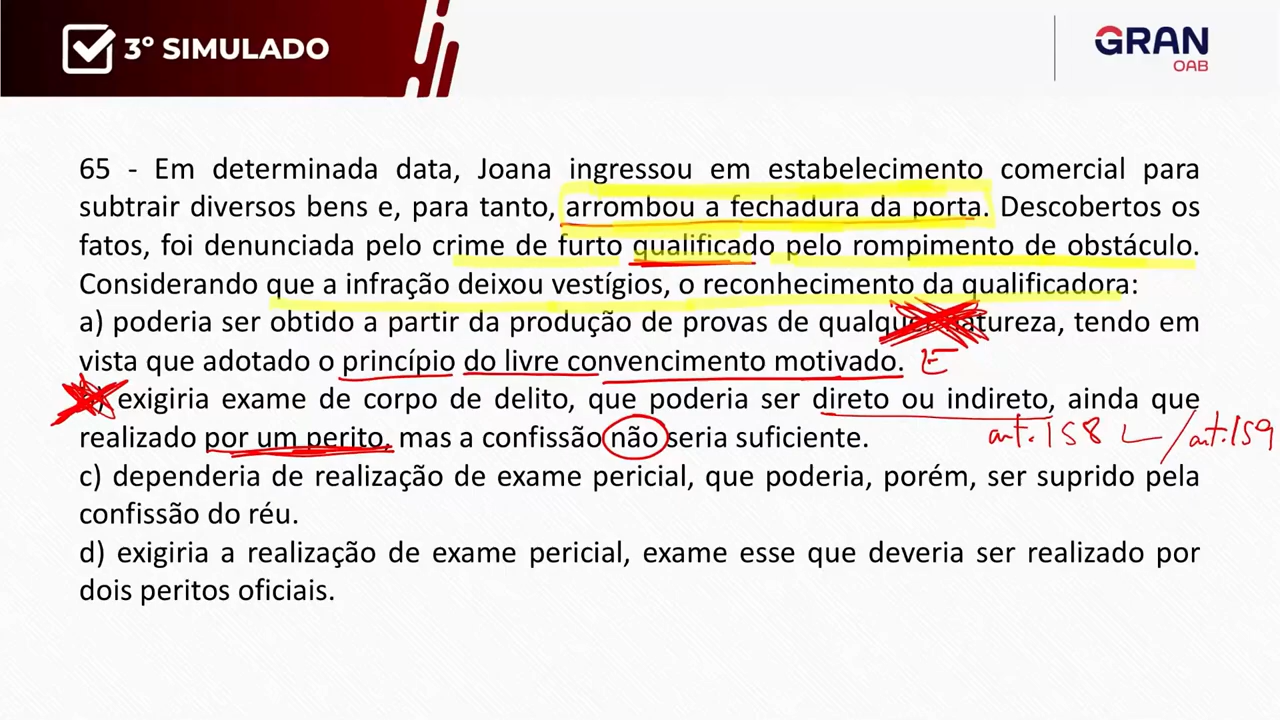 3º SIMULADO
GRAN
OAB
65 - Em determinada data, Joana ingressou em estabelecimento comercial para
subtrair diversos bens e, para tanto, arrombou a fechadura da porta. Descobertos os
fatos, foi denunciada pelo crime de furto qualificado pelo rompimento de obstáculo.
Considerando que a infração deixou vestígios, o reconhecimento da qualificadora:
a) poderia ser obtido a partir da produção de provas de qualquer natureza, tendo em
vista que adotado o princípio do livre convencimento motivado. E
b) exigiria exame de corpo de delito, que poderia ser direto ou indireto, ainda que
realizado por um perito, mas a confissão não seria suficiente. art. 158 / art. 159
c) dependeria de realização de exame pericial, que poderia, porém, ser suprido pela
confissão do réu.
d) exigiria a realização de exame pericial, exame esse que deveria ser realizado por
dois peritos oficiais.